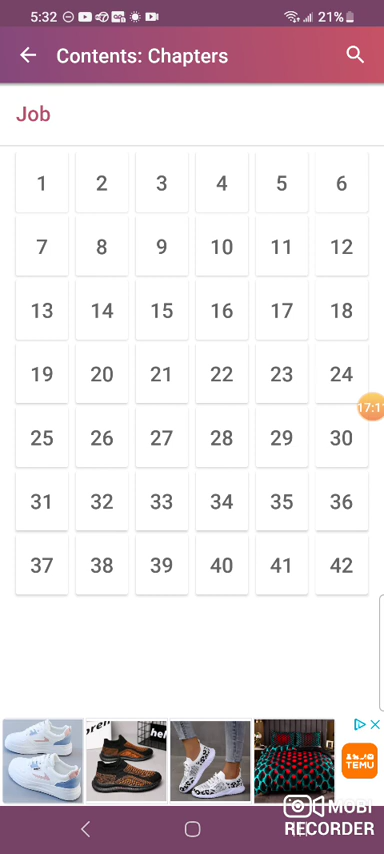 5:32 21%
Contents: Chapters
Job
1 2 3 4 5 6
7 8 9 10 11 12
13 14 15 16 17 18
19 20 21 22 23 24
17:11
25 26 27 28 29 30
31 32 33 34 35 36
37 38 39 40 41 42
TEMU
MOBI
RECORDER